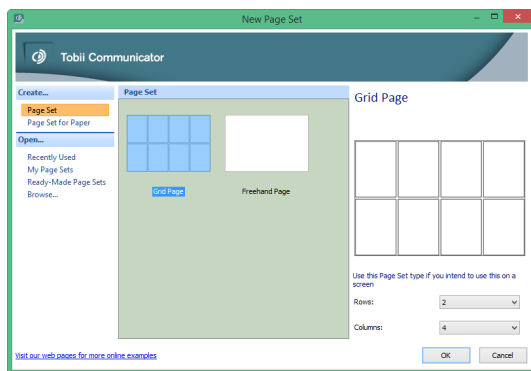 New Page Set
Tobii Communicator
Create...
Page Set
Page Set for Paper
Open...
Recently Used
My Page Sets
Ready-Made Page Sets
Browse...
Page Set
Grid Page
Freehand Page
Grid Page
Use this Page Set type if you intend to use this on a
screen
Rows:
2
Columns:
4
Visit our web pages for more online examples
OK
Cancel